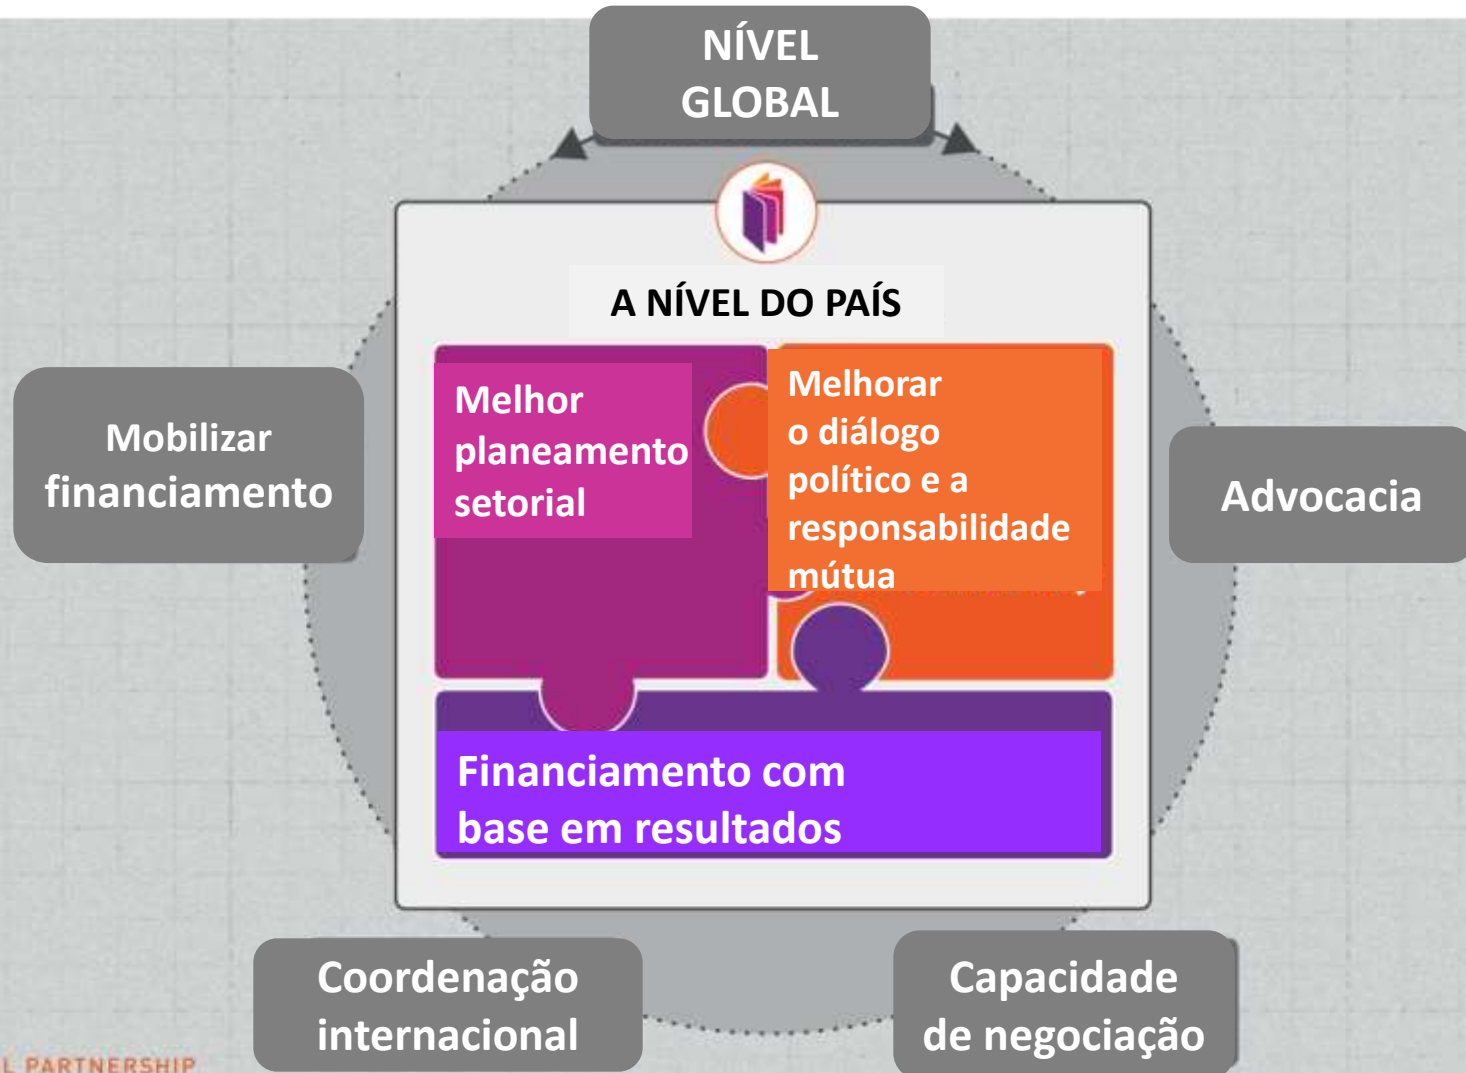 NÍVEL
GLOBAL
A NÍVEL DO PAÍS
Melhor
planeamento
setorial
Melhorar
o diálogo
político e a
responsabilidade
mútua
Mobilizar
financiamento
Advocacia
Financiamento com
base em resultados
Coordenação
internacional
Capacidade
de negociação
PARTNERSHIP